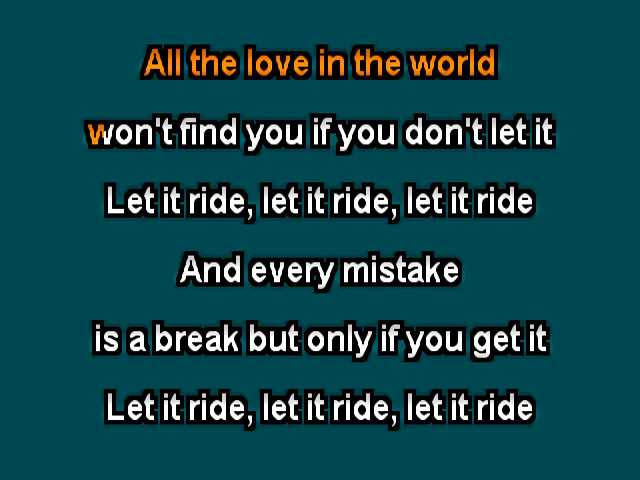 All the love in the world
won't find you if you don't let it
Let it ride, let it ride, let it ride
And every mistake
is a break but only if you get it
Let it ride, let it ride, let it ride